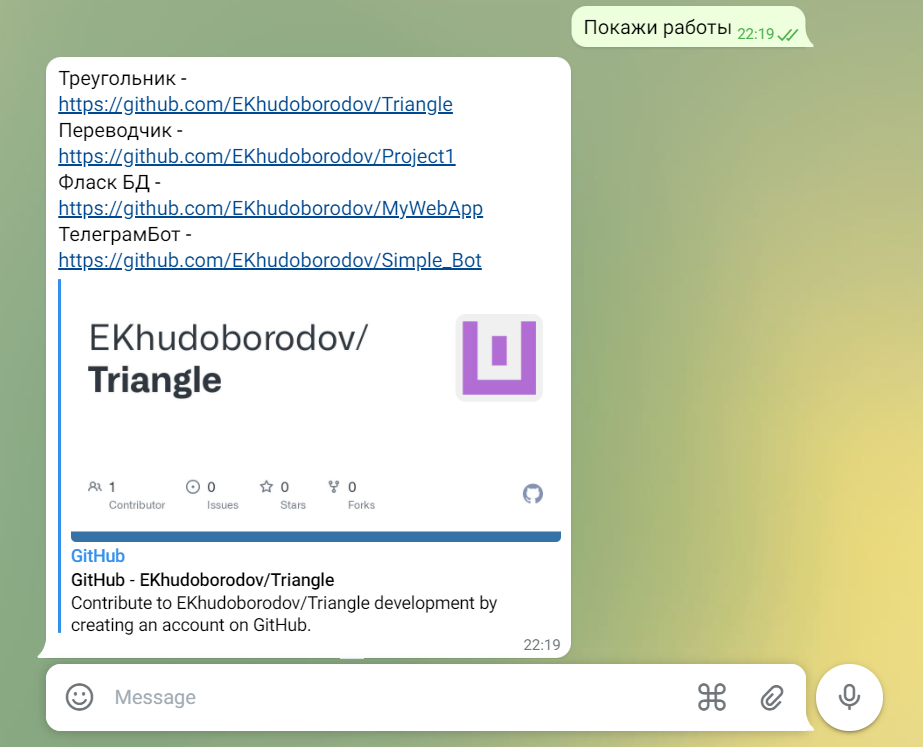 Покажи работы 22:19
Треугольник -
https://github.com/EKhudoborodov/Triangle
Переводчик -
https://github.com/EKhudoborodov/Project1
Фласк БД -
https://github.com/EKhudoborodov/MyWebApp
ТелеграмБот -
https://github.com/EKhudoborodov/Simple_Bot
EKhudoborodov/
Triangle
1 0 0 0
Contributor Issues Stars Forks
GitHub
GitHub - EKhudoborodov/Triangle
Contribute to EKhudoborodov/Triangle development by
creating an account on GitHub.
22:19
Message